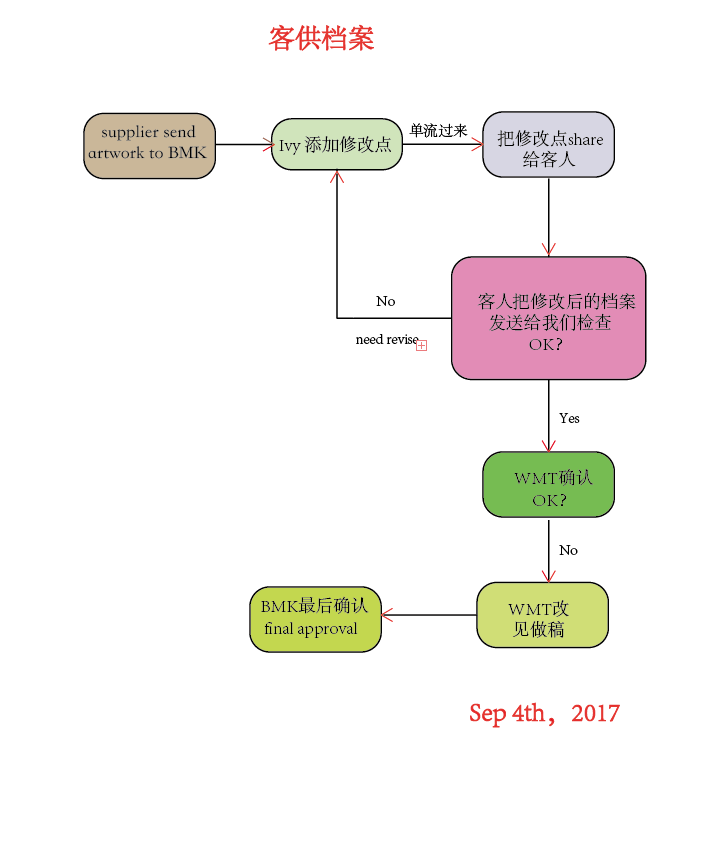 客供档案
supplier send
artwork to BMK
Ivy 添加修改点
单流过来
把修改点share
给客人
No
need revise
客人把修改后的档案
发送给我们检查
OK?
Yes
WMT确认
OK?
No
WMT改
见做稿
BMK最后确认
final approval
Sep 4th，2017